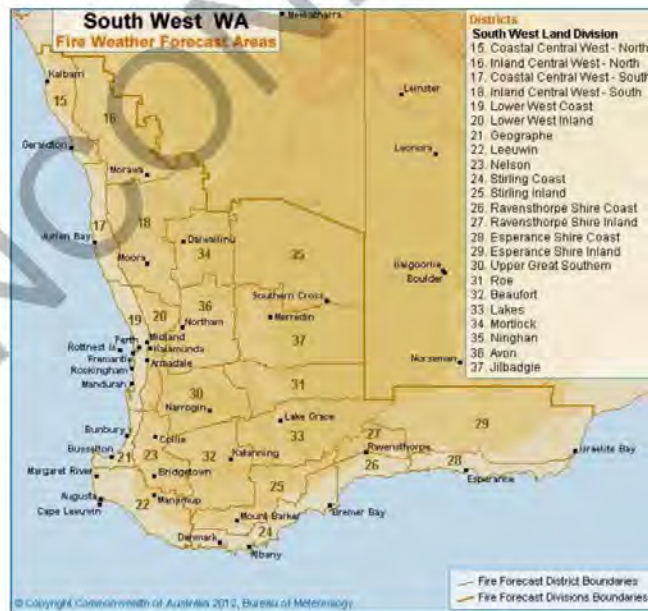 South West WA
Fire Weather Forecast Areas
Meekatharra
Districts
South West Land Division
15. Coastal Central West - North
16. Inland Central West - North
17. Coastal Central West - South
18. Inland Central West - South
19. Lower West Coast
20. Lower West Inland
21. Geographe
22. Leeuwin
23. Nelson
24. Stirling Coast
25. Stirling Inland
26. Ravensthorpe Shire Coast
27. Ravensthorpe Shire Inland
28. Esperance Shire Coast
29. Esperance Shire Inland
30. Upper Great Southern
31. Roe
32. Beaufort
33. Lakes
34. Mortlock
35. Ninghan
36. Avon
37. Jilbadgie
Kalbarri
15
16
Leinster
Geraldton
Leonora
Morawa
17
18
Jurien Bay
Dalwallinu
34
35
Moora
Kalgoorlie
Boulder
Southern Cross
19
20
36
Northam
Merredin
Perth
Midland
Rottnest Is
Kalamunda
37
Fremantle
Armadale
Rockingham
Norseman
Mandurah
31
30
Narrogin
Lake Grace
29
Bunbury
Collie
33
27
Busselton
21
23
32
Katanning
Ravensthorpe
Israelite Bay
26
28
Margaret River
Bridgetown
Esperance
25
Augusta
22
Manjimup
Cape Leeuwin
Bremer Bay
Mount Barker
24
Denmark
Albany
Fire Forecast District Boundaries
Fire Forecast Divisions Boundaries
© Copyright Commonwealth of Australia 2012, Bureau of Meteorology